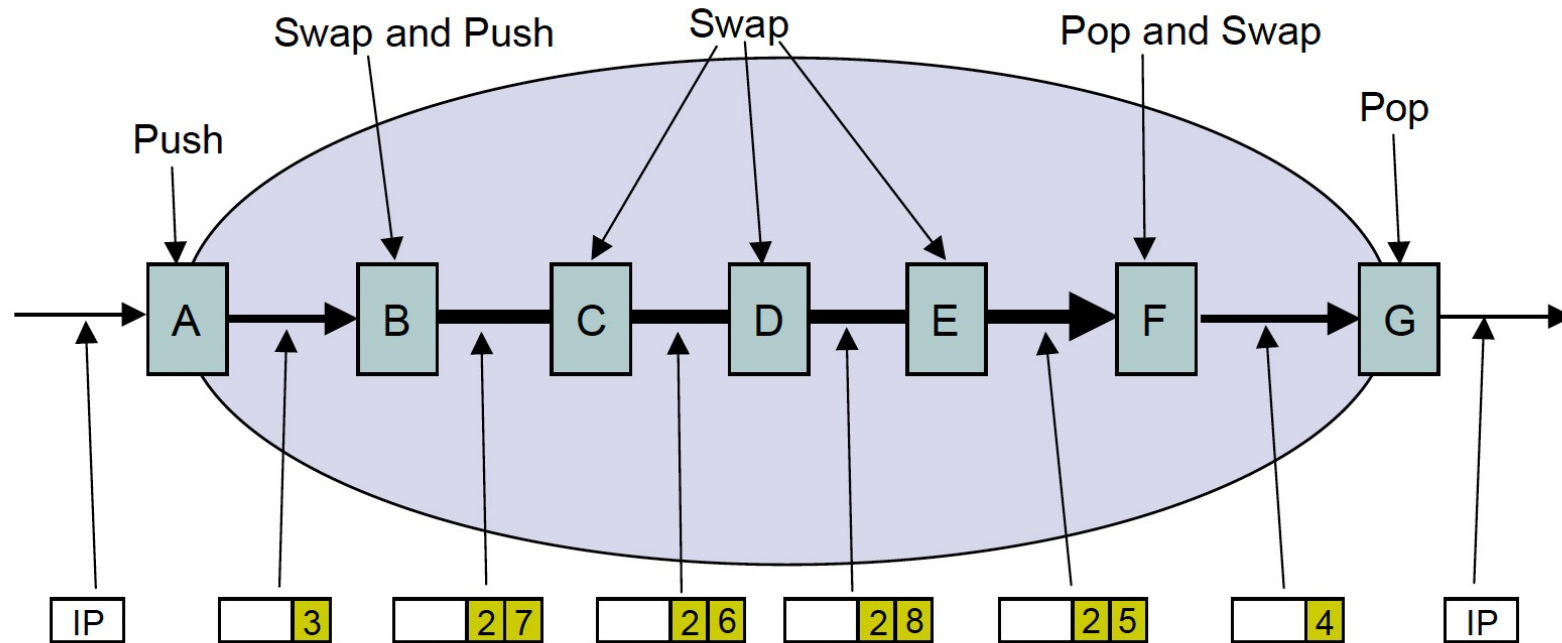 Swap and Push
Swap
Pop and Swap
Push
Pop
A
B
C
D
E
F
G
IP
3
2 7
2 6
2 8
2 5
4
IP